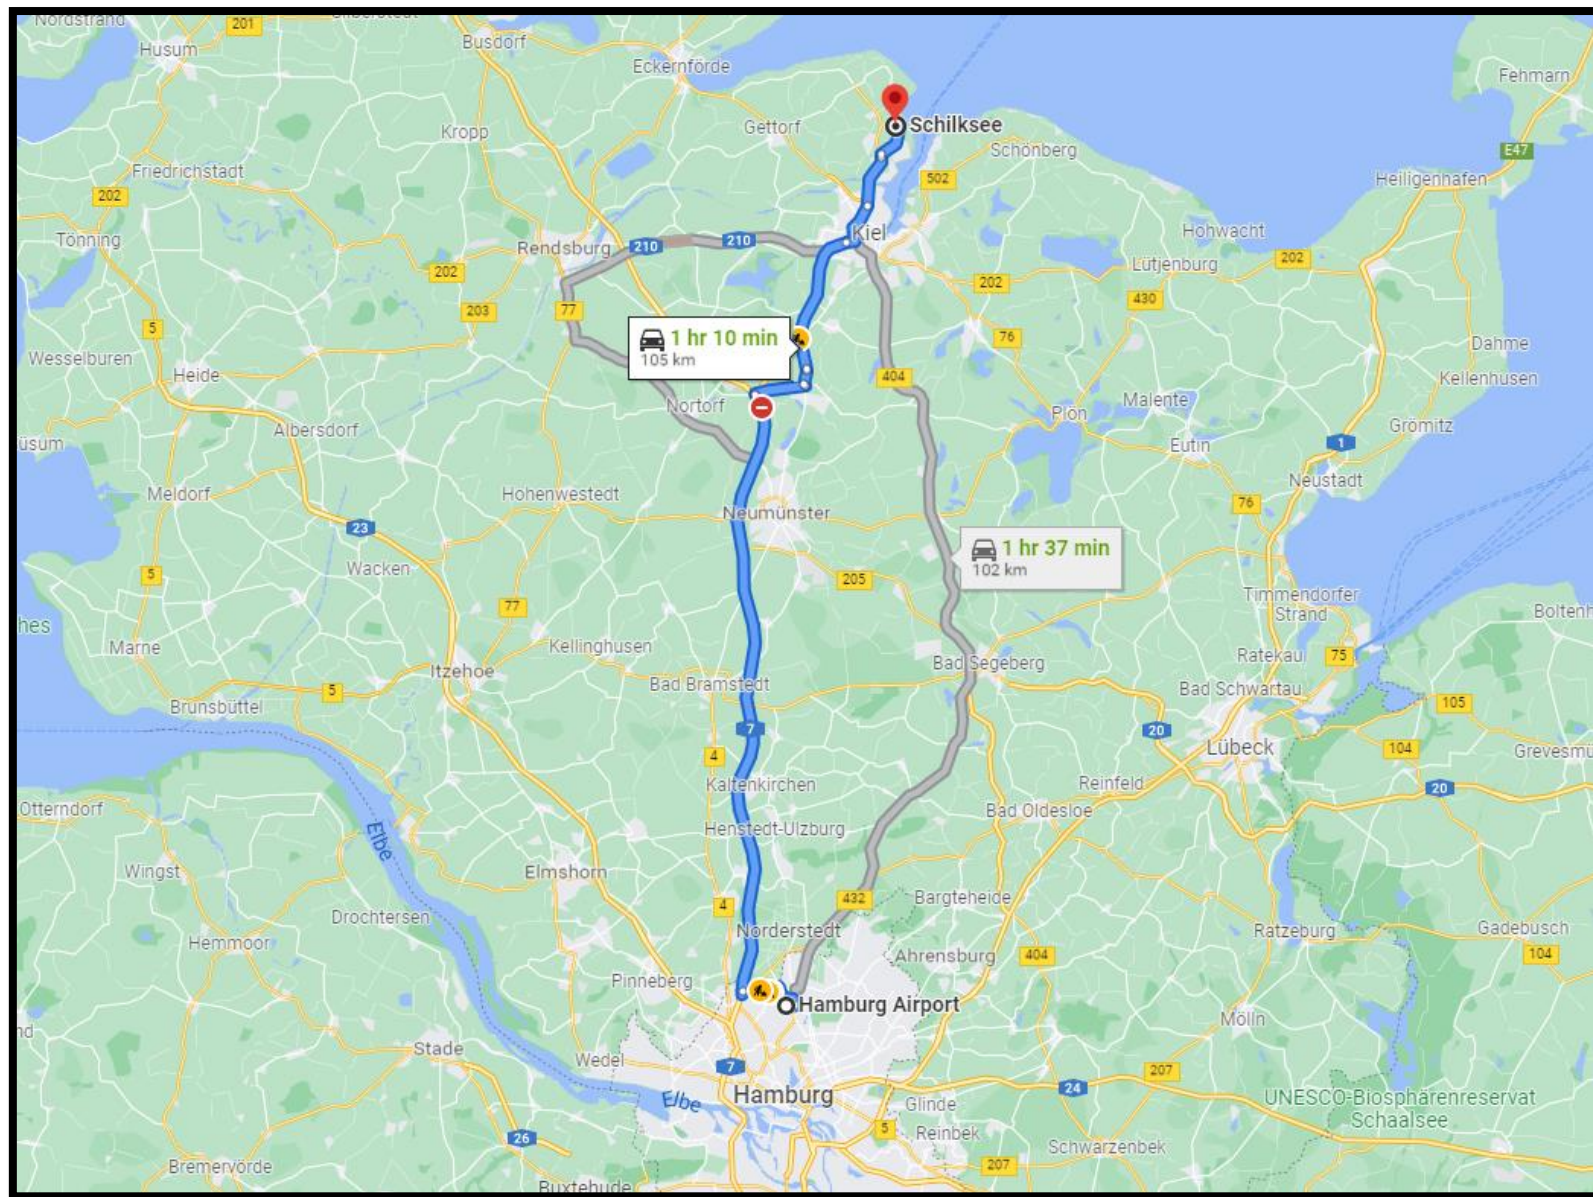 Nordstrand
201
Husum
Busdorf
Eckernförde
Fehmarn
Kropp
Gettorf
Schilksee
Schönberg
E47
Friedrichstadt
502
Heiligenhafen
202
Tönning
Rendsburg
210
210
Kiel
Hohwacht
202
202
Lütjenburg
202
203
77
430
5
1 hr 10 min
105 km
76
Dahme
Wesselburen
Heide
404
Kellenhusen
Nortorf
Plön
Malente
Grömitz
üsum
Albersdorf
Eutin
1
Neustadt
Meldorf
Hohenwestedt
76
23
Neumünster
1 hr 37 min
102 km
Wacken
5
205
77
Timmendorfer
Strand
hes
Marne
Kellinghusen
Ratekau
75
Itzehoe
Bad Segeberg
5
Bad Bramstedt
Bad Schwartau
105
Brunsbüttel
7
20
Lübeck
104
4
Kaltenkirchen
Reinfeld
20
Otterndorf
Elbe
Bad Oldesloe
Henstedt-Ulzburg
Wingst
Elmshorn
432
Bargteheide
4
Drochtersen
Norderstedt
Ratzeburg
Gadebusch
Hemmoor
Ahrensburg
404
104
Pinneberg
Hamburg Airport
Mölln
nd
Stade
Wedel
7
207
24
Hamburg
Elbe
Glinde
UNESCO-Biosphärenreservat
Schaalsee
5
Reinbek
26
Schwarzenbek
Bremervörde
207
Buxtehude